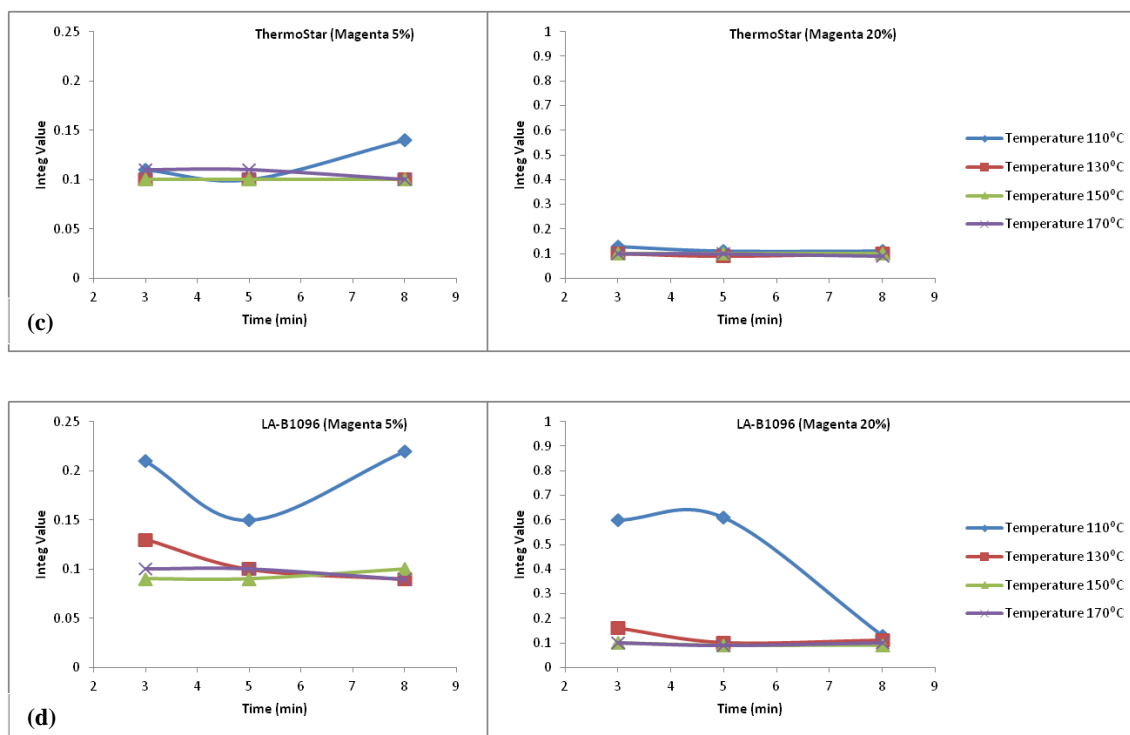 ThermoStar (Magenta 5%)
0.25
0.2
0.15
0.1
0.05
0
Integ Value
2 3 4 5 6 7 8 9
Time (min)
(c)
ThermoStar (Magenta 20%)
1
0.9
0.8
0.7
0.6
0.5
0.4
0.3
0.2
0.1
0
Integ Value
2 3 4 5 6 7 8 9
Time (min)
Temperature 110⁰C
Temperature 130⁰C
Temperature 150⁰C
Temperature 170⁰C
LA-B1096 (Magenta 5%)
0.25
0.2
0.15
0.1
0.05
0
Integ Value
2 3 4 5 6 7 8 9
Time (min)
(d)
LA-B1096 (Magenta 20%)
1
0.9
0.8
0.7
0.6
0.5
0.4
0.3
0.2
0.1
0
Integ Value
2 3 4 5 6 7 8 9
Time (min)
Temperature 110⁰C
Temperature 130⁰C
Temperature 150⁰C
Temperature 170⁰C